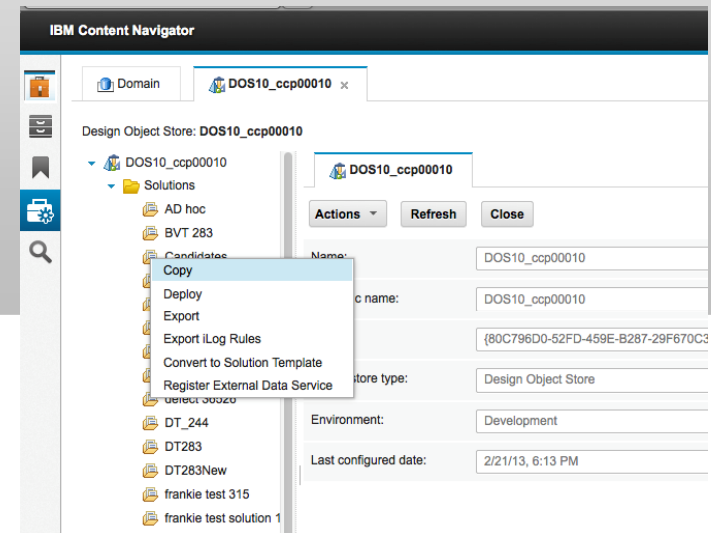 IBM Content Navigator
Domain
DOS10_ccp00010 x
Design Object Store: DOS10_ccp00010
DOS10_ccp00010
Solutions
AD hoc
BVT 283
Candidates
Copy
Deploy
Export
Export iLog Rules
Convert to Solution Template
Register External Data Service
defect 36526
DT_244
DT283
DT283New
frankie test 315
frankie test solution 1
DOS10_ccp00010
Actions Refresh Close
Name: DOS10_ccp00010
c name: DOS10_ccp00010
{80C796D0-52FD-459E-B287-29F670C3
store type: Design Object Store
Environment: Development
Last configured date: 2/21/13, 6:13 PM